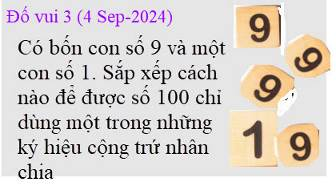 Đố vui 3 (4 Sep-2024)
Có bốn con số 9 và một
con số 1. Sắp xếp cách
nào để được số 100 chỉ
dùng một trong những
ký hiệu cộng trứ nhân
chia
9
9
9
1 9